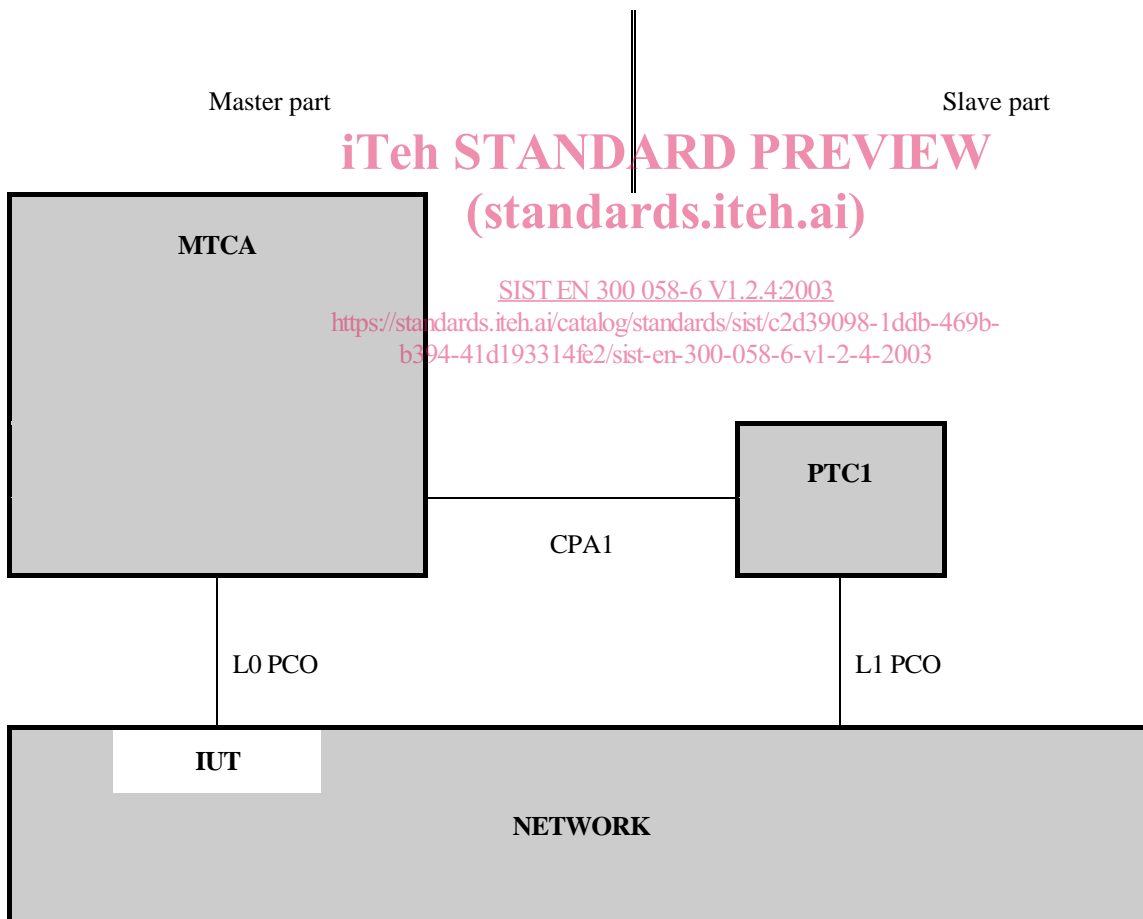 Master part
Slave part
iTeh STANDARD PREVIEW
(standards.iteh.ai)
MTCA
SIST EN 300 058-6 V1.2.4:2003
https://standards.iteh.ai/catalog/standards/sist/c2d39098-1ddb-469b-
b394-41d193314fe2/sist-en-300-058-6-v1-2-4-2003
PTC1
CPA1
L0 PCO
L1 PCO
IUT
NETWORK